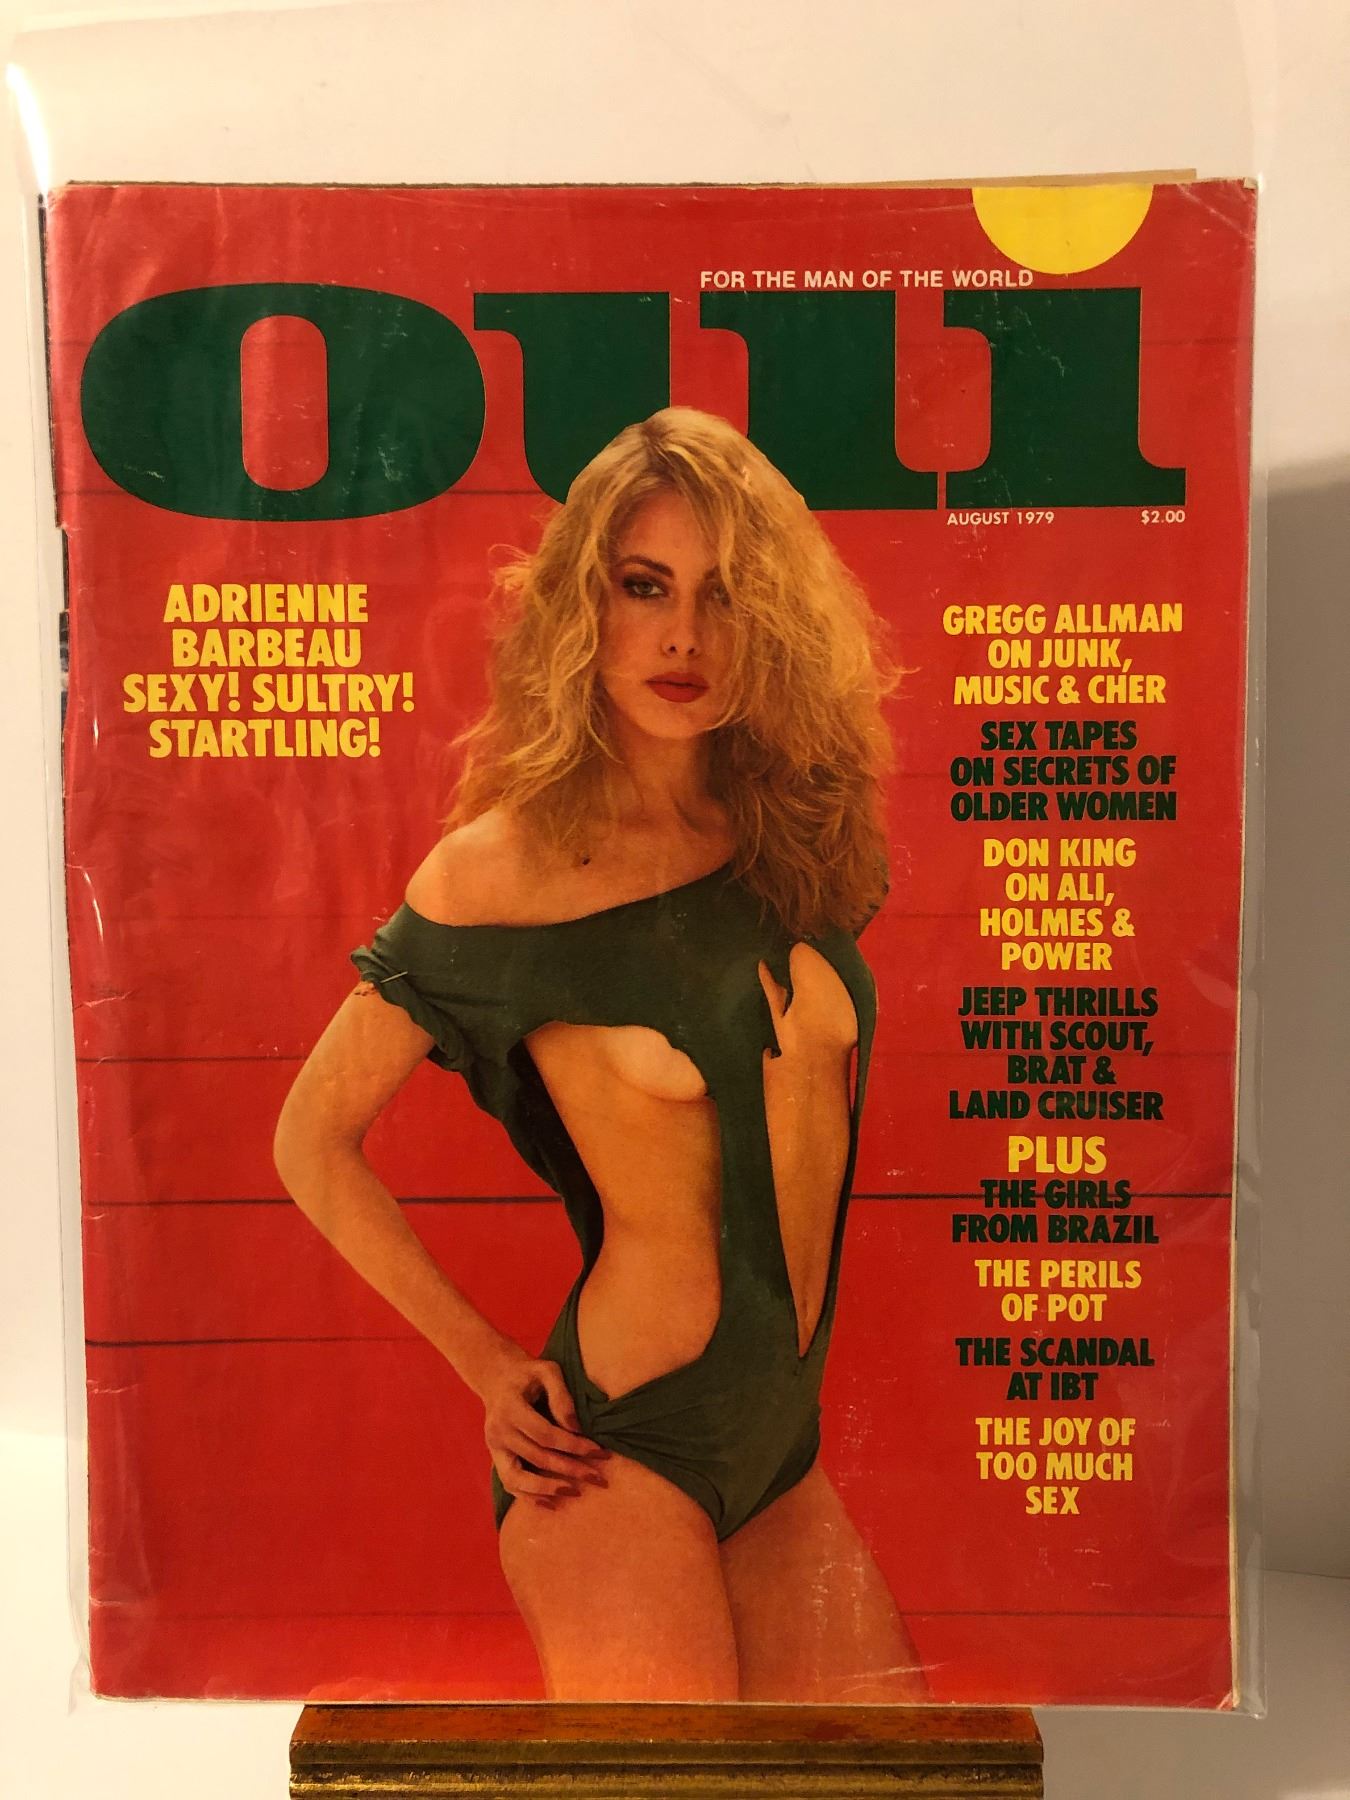 FOR THE MAN OF THE WORLD
oui
AUGUST 1979 $2.00
ADRIENNE
BARBEAU
SEXY! SULTRY!
STARTLING!
GREGG ALLMAN
ON JUNK,
MUSIC & CHER
SEX TAPES
ON SECRETS OF
OLDER WOMEN
DON KING
ON ALI,
HOLMES &
POWER
JEEP THRILLS
WITH SCOUT,
BRAT &
LAND CRUISER
PLUS
THE GIRLS
FROM BRAZIL
THE PERILS
OF POT
THE SCANDAL
AT IBT
THE JOY OF
TOO MUCH
SEX